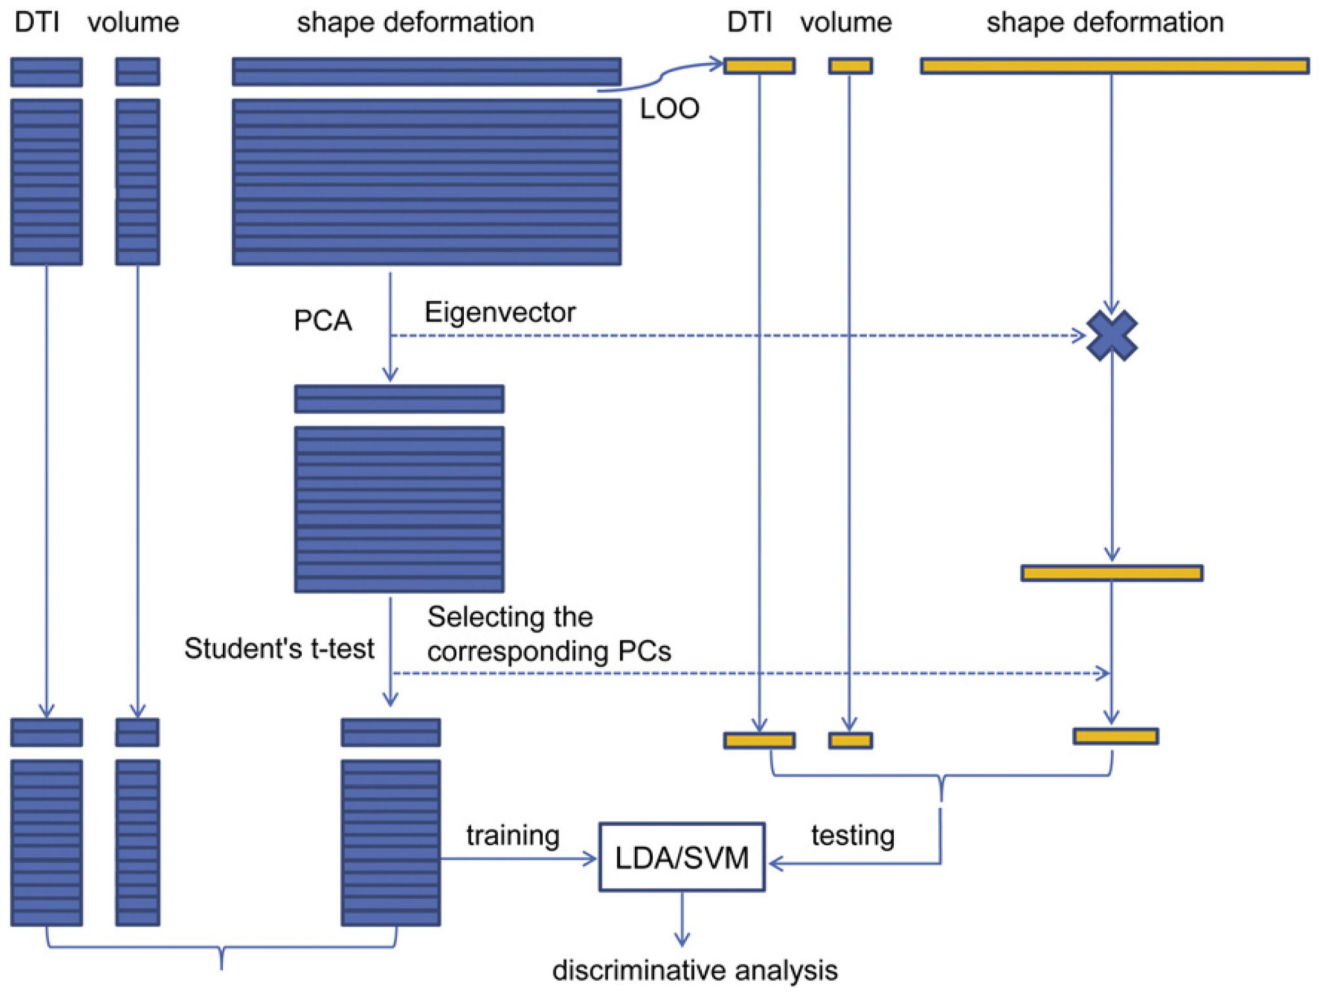 DTI volume shape deformation DTI volume shape deformation
LOO
PCA Eigenvector
Student's t-test
Selecting the
corresponding PCs
training LDA/SVM testing
discriminative analysis